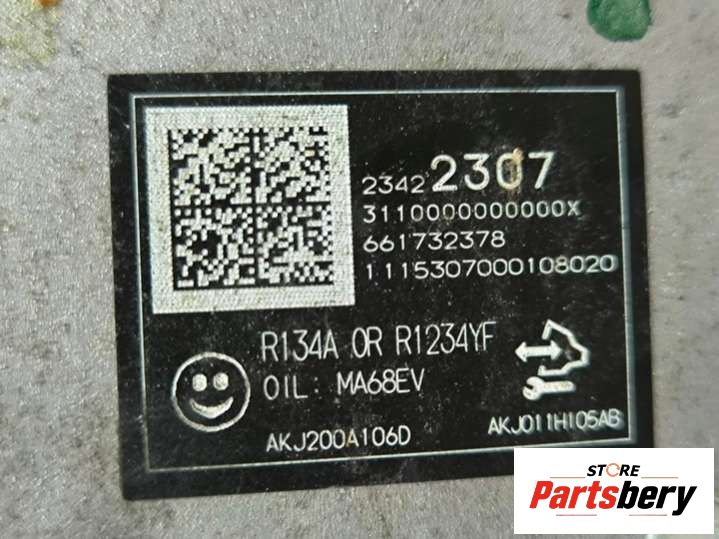 2342 2307
3110000000000X
661732378
1115307000108020
R134A OR R1234YF
OIL: MA68EV
AKJ200A106D
AKJ011H105AB
STORE
Partsbery